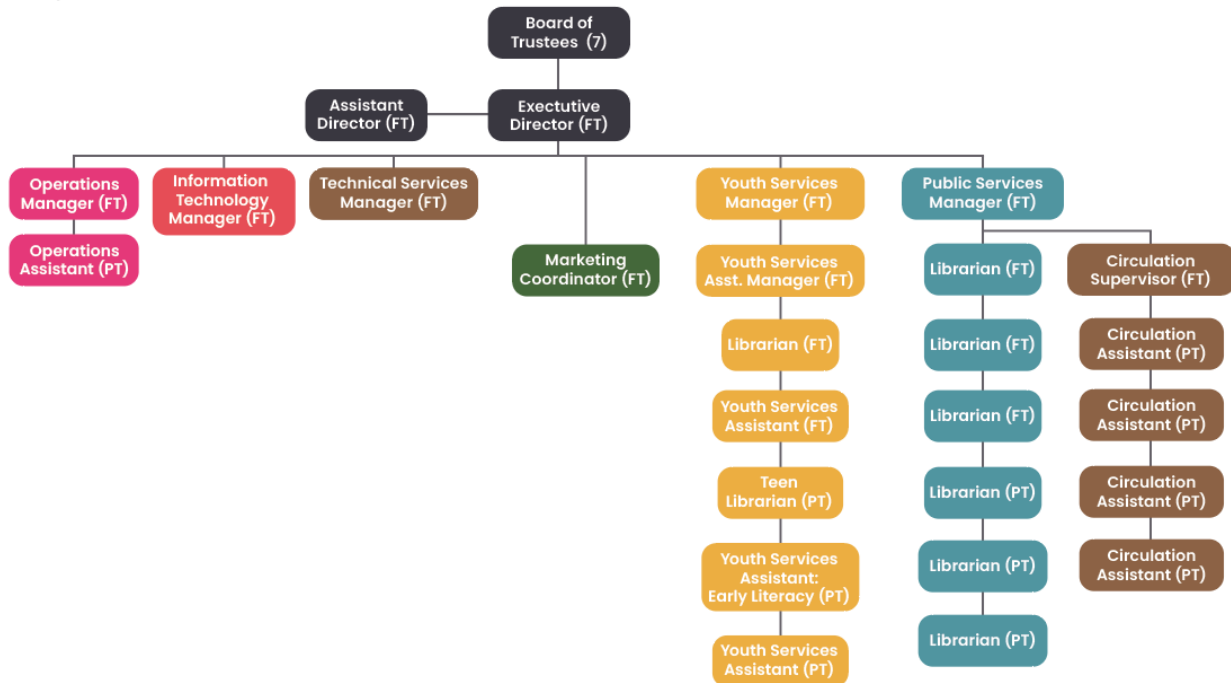 Board of
Trustees (7)
Assistant
Director (FT)
Exectutive
Director (FT)
Operations
Manager (FT)
Information
Technology
Manager (FT)
Technical Services
Manager (FT)
Youth Services
Manager (FT)
Public Services
Manager (FT)
Operations
Assistant (PT)
Marketing
Coordinator (FT)
Youth Services
Asst. Manager (FT)
Librarian (FT)
Circulation
Supervisor (FT)
Librarian (FT)
Librarian (FT)
Circulation
Assistant (PT)
Youth Services
Assistant (FT)
Librarian (FT)
Circulation
Assistant (PT)
Teen
Librarian (PT)
Librarian (PT)
Circulation
Assistant (PT)
Youth Services
Assistant:
Early Literacy (PT)
Librarian (PT)
Circulation
Assistant (PT)
Youth Services
Assistant (PT)
Librarian (PT)